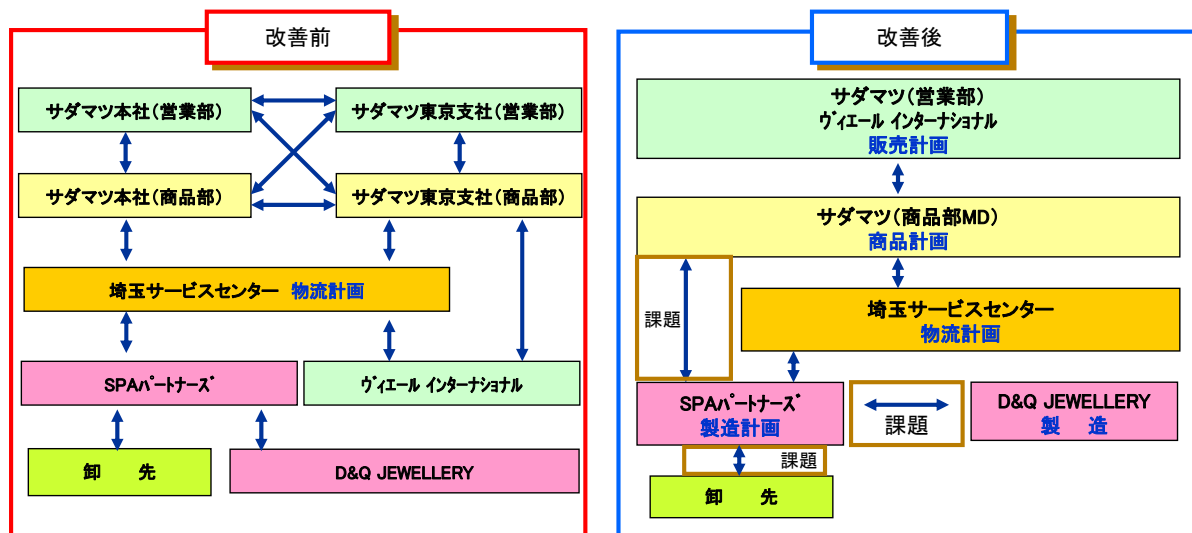 改善前
サダマツ本社(営業部)
サダマツ東京支社(営業部)
サダマツ本社(商品部)
サダマツ東京支社(商品部)
埼玉サービスセンター 物流計画
SPAパートナーズ
ヴィエール インターナショナル
卸 先
D&Q JEWELLERY
改善後
サダマツ(営業部)
ヴィエール インターナショナル
販売計画
サダマツ(商品部MD)
商品計画
課題
埼玉サービスセンター
物流計画
SPAパートナーズ
製造計画
課題
D&Q JEWELLERY
製 造
課題
卸 先